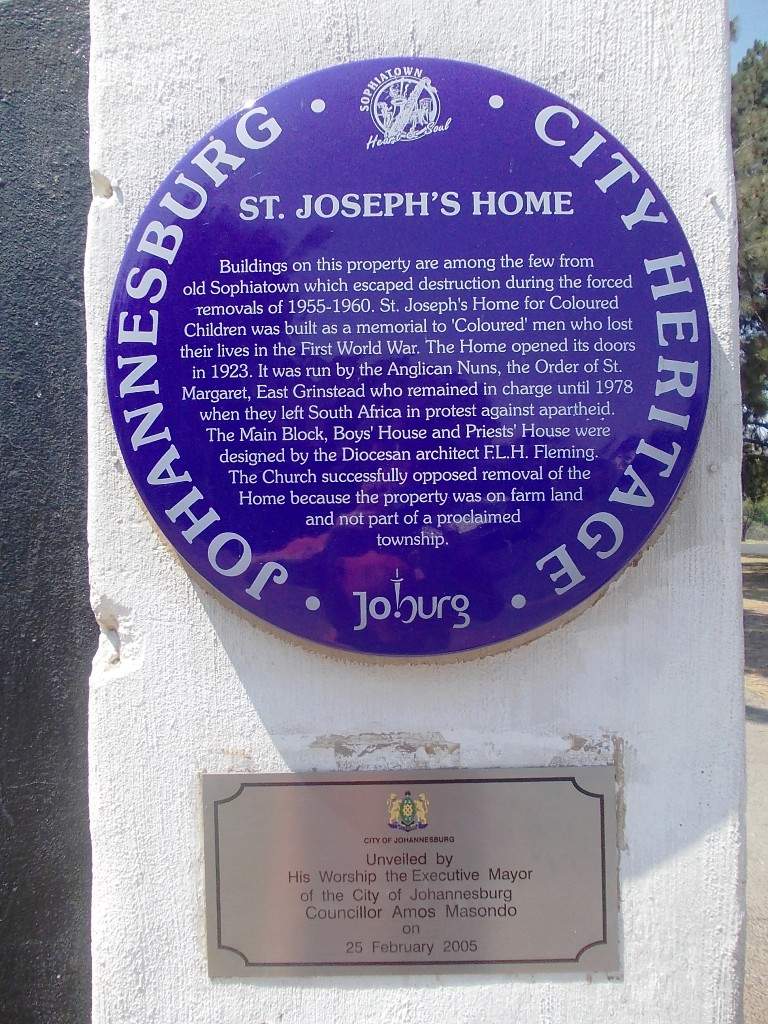 SOPHIATOWN
Heart & Soul
JOHANNESBURG • CITY HERITAGE
ST. JOSEPH'S HOME
Buildings on this property are among the few from
old Sophiatown which escaped destruction during the forced
removals of 1955-1960. St. Joseph's Home for Coloured
Children was built as a memorial to 'Coloured' men who lost
their lives in the First World War. The Home opened its doors
in 1923. It was run by the Anglican Nuns, the Order of St.
Margaret, East Grinstead who remained in charge until 1978
when they left South Africa in protest against apartheid.
The Main Block, Boys' House and Priests' House were
designed by the Diocesan architect F.L.H. Fleming.
The Church successfully opposed removal of the
Home because the property was on farm land
and not part of a proclaimed
township.
Joburg
CITY OF JOHANNESBURG
Unveiled by
His Worship the Executive Mayor
of the City of Johannesburg
Councillor Amos Masondo
on
25 February 2005